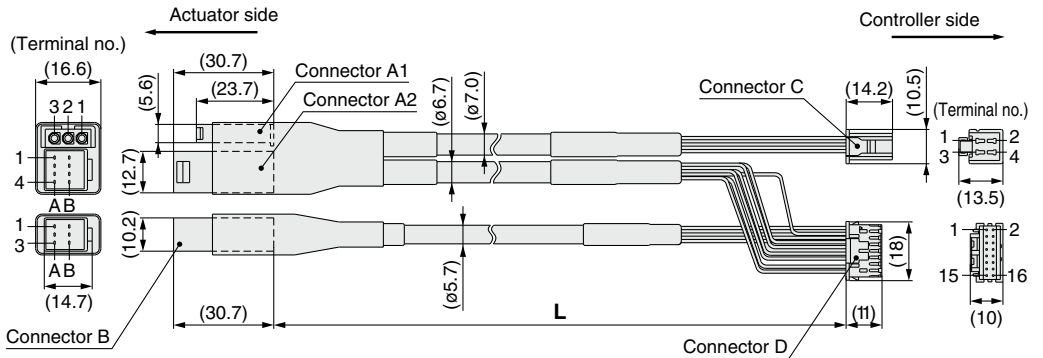 Actuator side
Controller side
(Terminal no.)
(16.6)
(30.7)
(23.7)
(5.6)
Connector A1
Connector A2
(ø6.7)
(ø7.0)
Connector C
(14.2)
(10.5)
(Terminal no.)
3 2 1
1
4
A B
(12.7)
1 2
3 4
(13.5)
1
3
A B
(14.7)
(10.2)
(30.7)
(ø5.7)
L
(18)
(11)
1 2
15 16
(10)
Connector B
Connector D